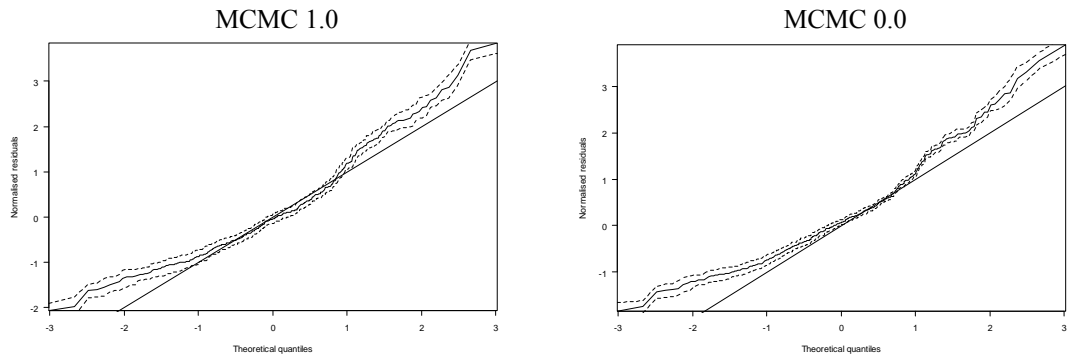 MCMC 1.0
3
2
1
0
-1
-2
Normalised residuals
-3 -2 -1 0 1 2 3
Theoretical quantiles
MCMC 0.0
3
2
1
0
-1
Normalised residuals
-3 -2 -1 0 1 2 3
Theoretical quantiles